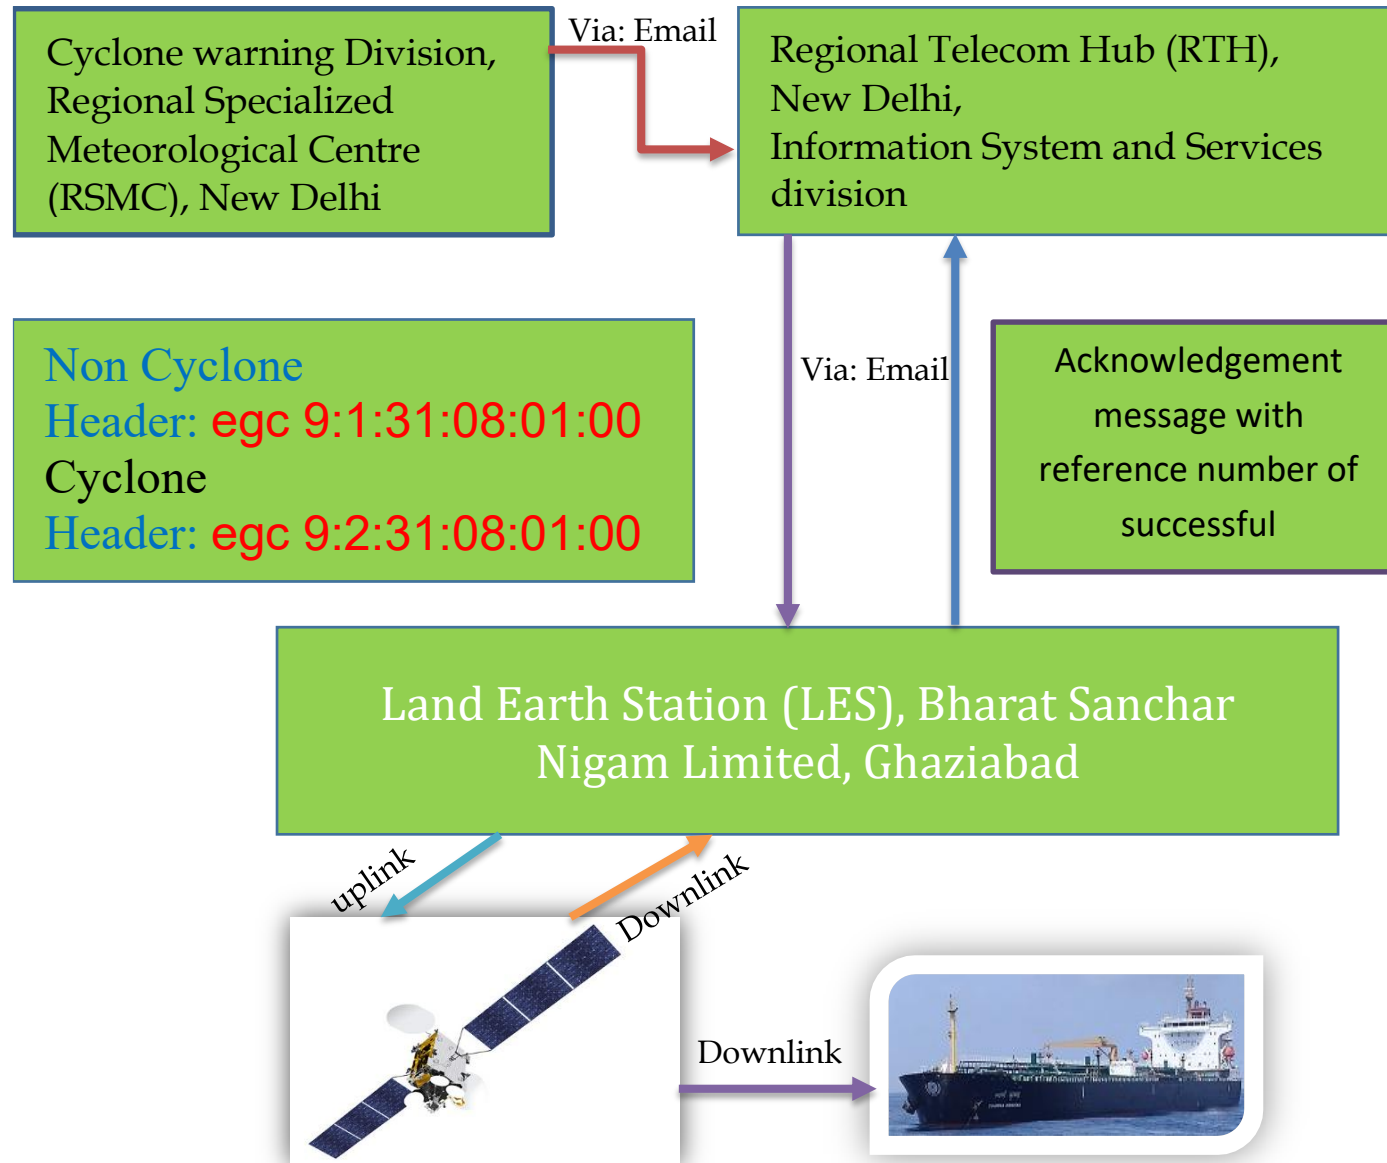 Cyclone warning Division,
Regional Specialized
Meteorological Centre
(RSMC), New Delhi
Via: Email
Regional Telecom Hub (RTH),
New Delhi,
Information System and Services
division
Non Cyclone
Header: egc 9:1:31:08:01:00
Cyclone
Header: egc 9:2:31:08:01:00
Via: Email
Acknowledgement
message with
reference number of
successful
Land Earth Station (LES), Bharat Sanchar
Nigam Limited, Ghaziabad
uplink
Downlink
Downlink